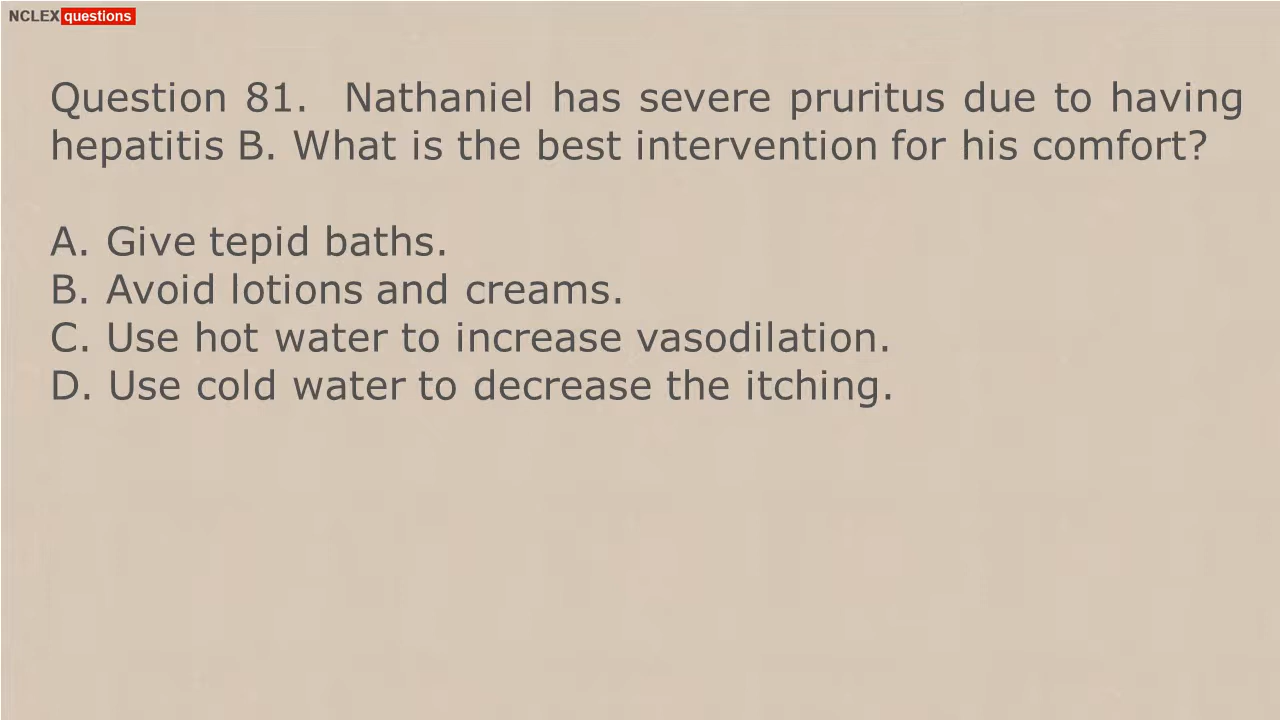 NCLEX questions
Question 81. Nathaniel has severe pruritus due to having
hepatitis B. What is the best intervention for his comfort?
A. Give tepid baths.
B. Avoid lotions and creams.
C. Use hot water to increase vasodilation.
D. Use cold water to decrease the itching.